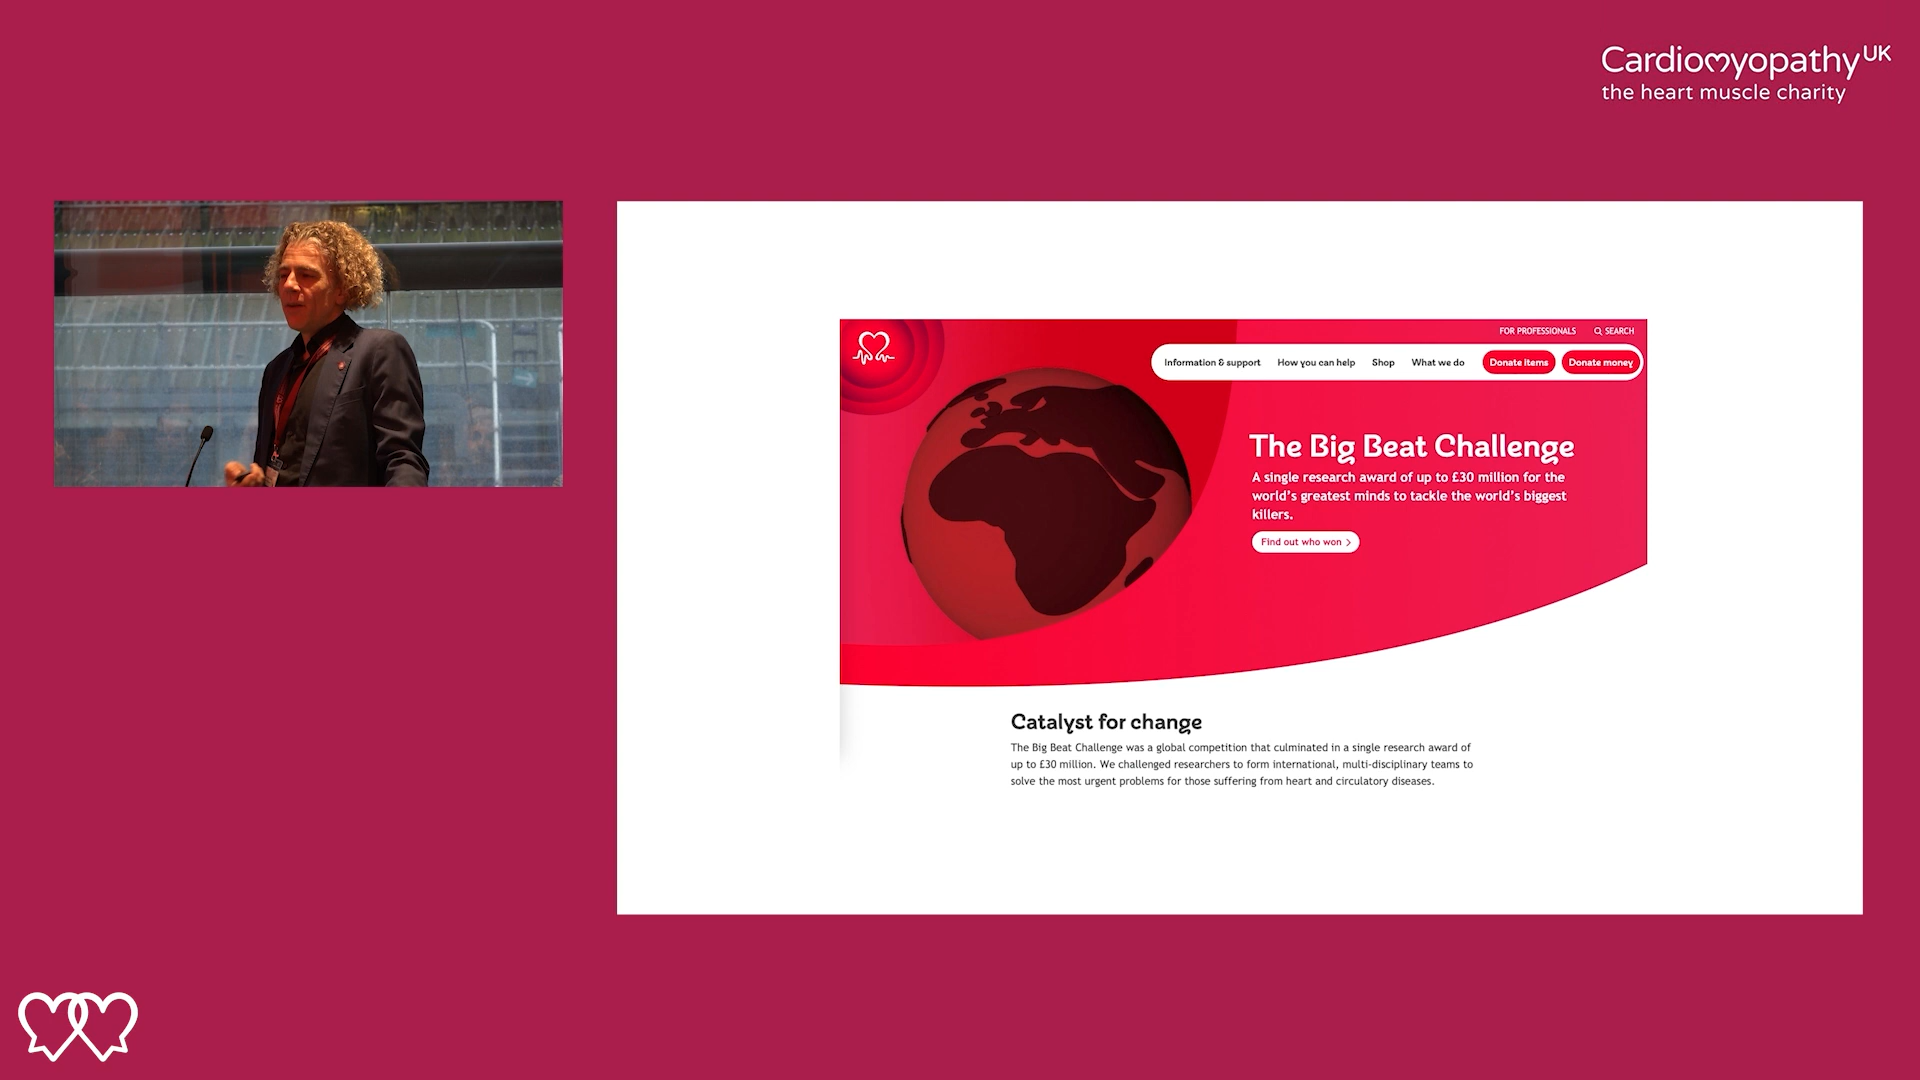 Cardiomyopathy UK
the heart muscle charity
FOR PROFESSIONALS SEARCH
Information & support How you can help Shop What we do Donate items Donate money
The Big Beat Challenge
A single research award of up to £30 million for the
world's greatest minds to tackle the world's biggest
killers.
Find out who won
Catalyst for change
The Big Beat Challenge was a global competition that culminated in a single research award of
up to £30 million. We challenged researchers to form international, multi-disciplinary teams to
solve the most urgent problems for those suffering from heart and circulatory diseases.